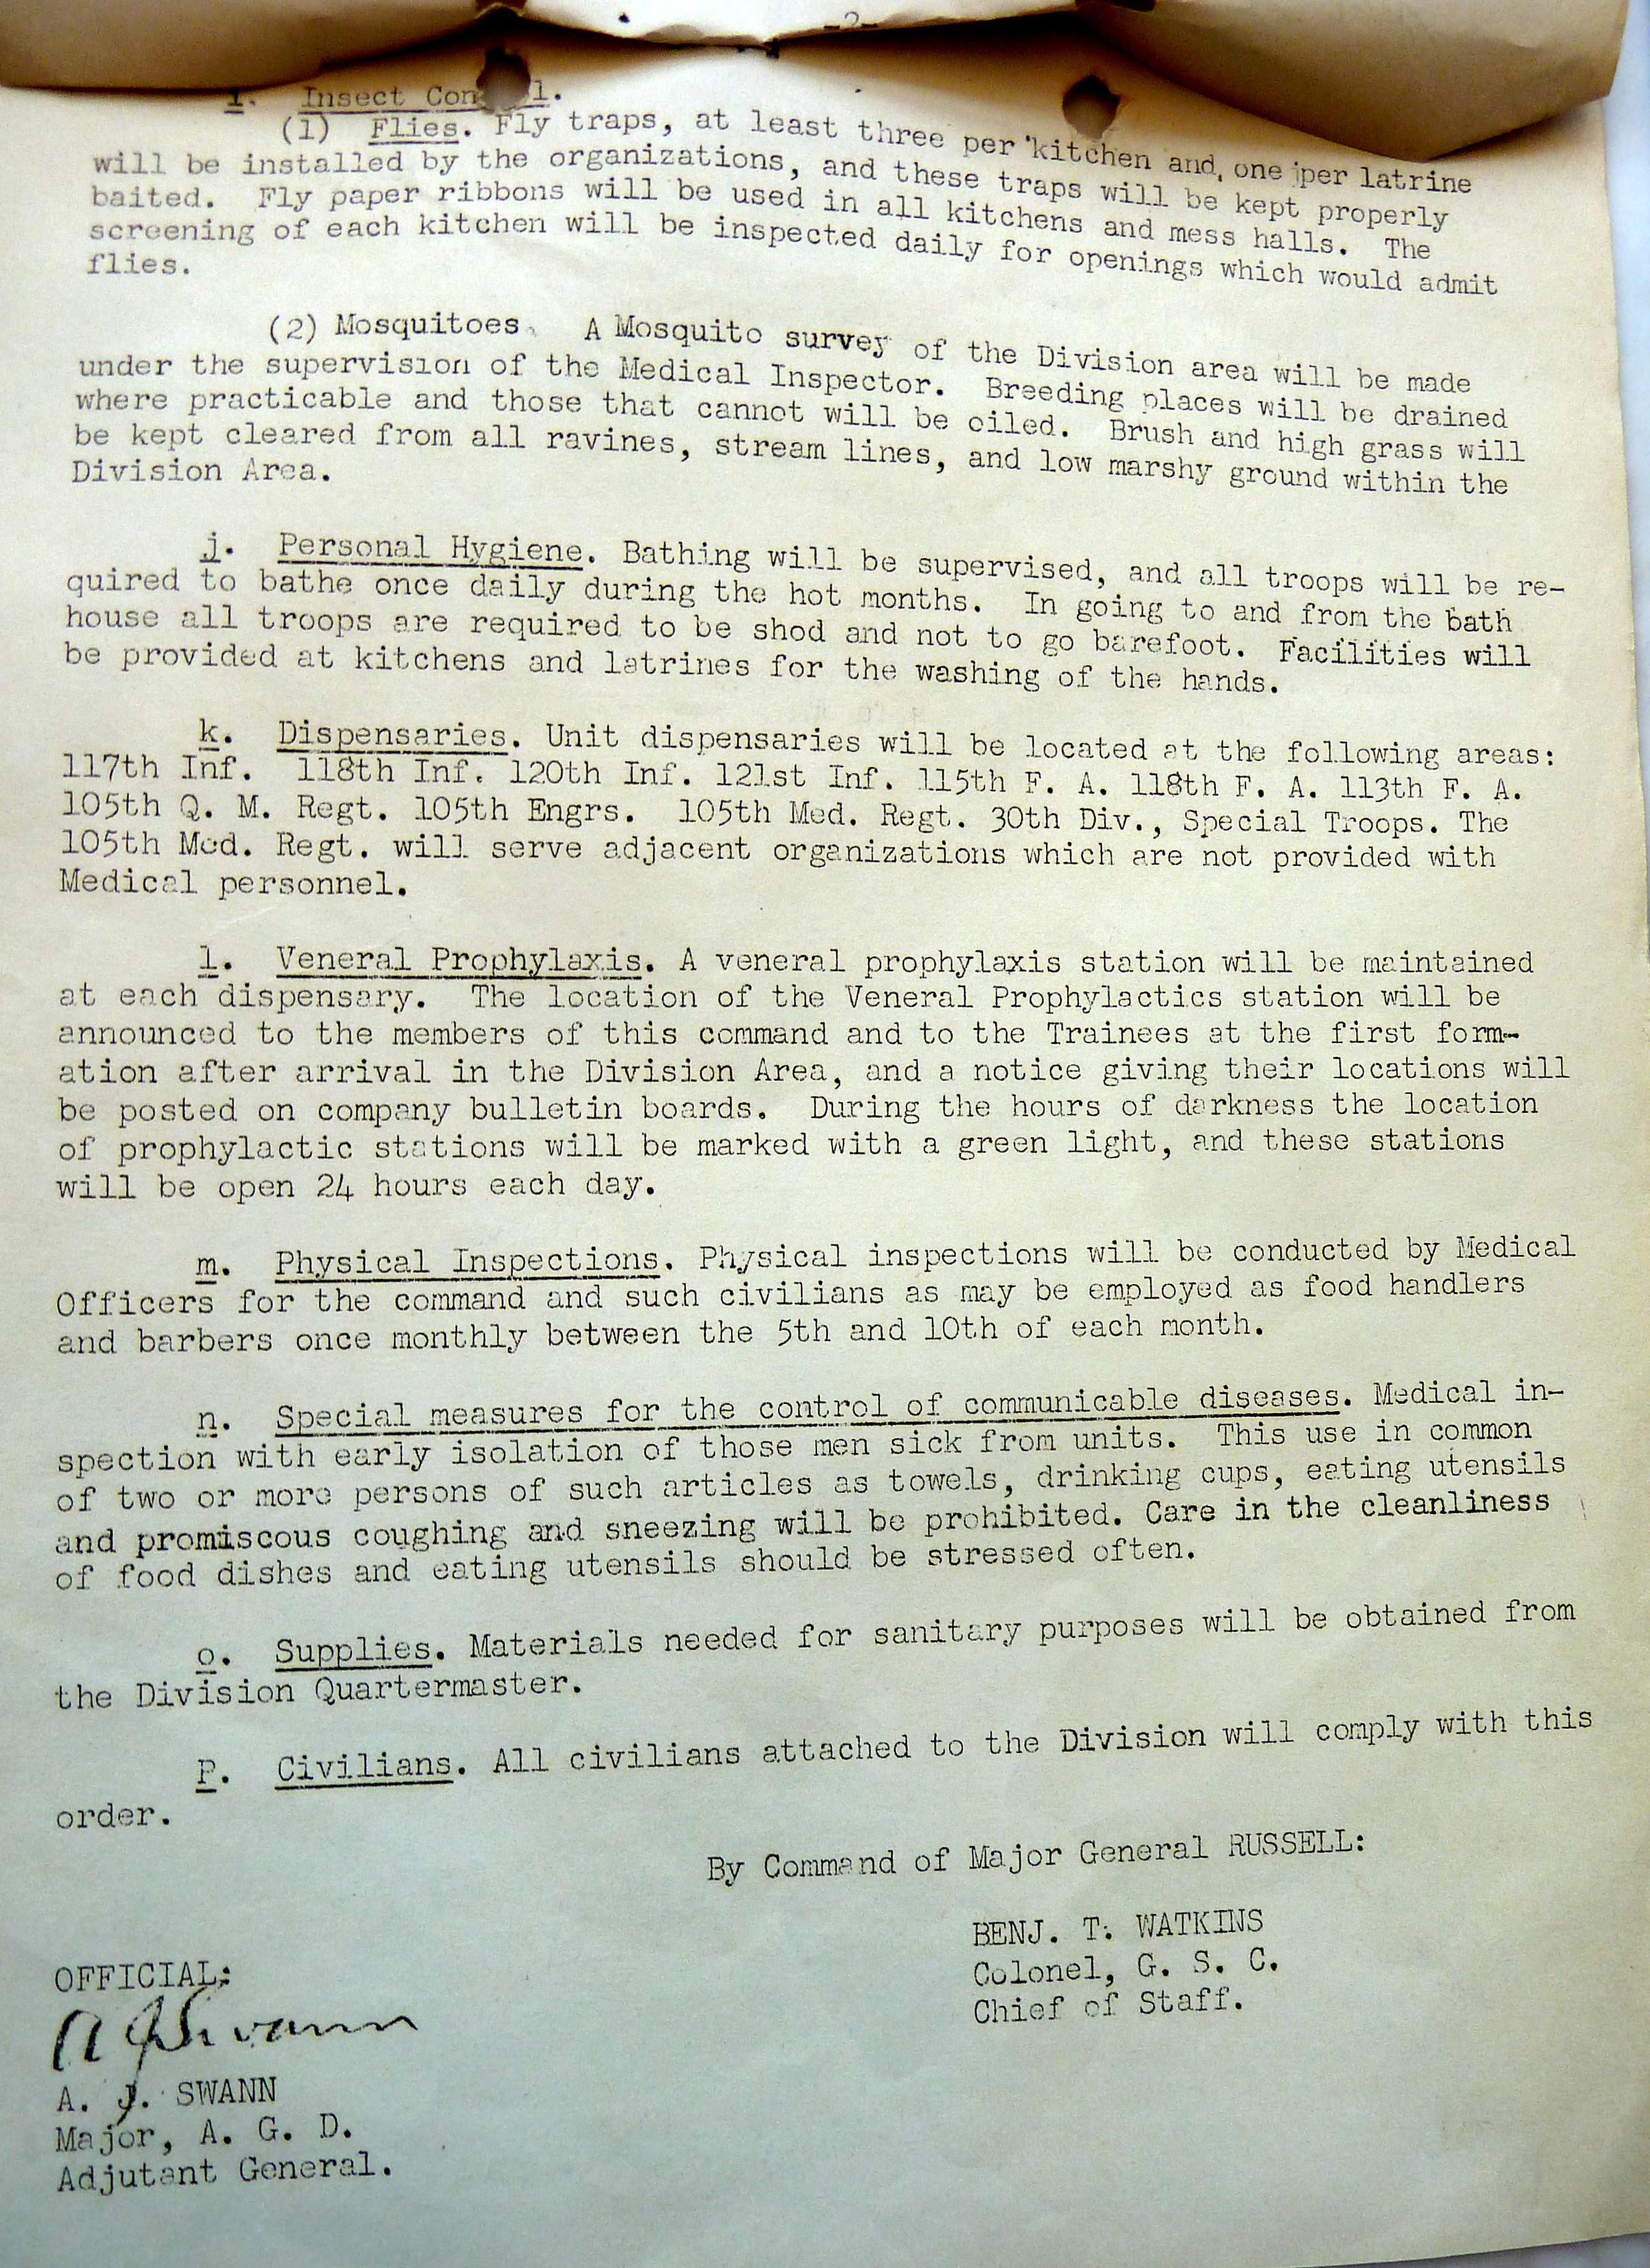 -2-
i. Insect Con l.
(1) Flies. Fly traps, at least three per kitchen and, one per latrine
will be installed by the organizations, and these traps will be kept properly
baited. Fly paper ribbons will be used in all kitchens and mess halls. The
screening of each kitchen will be inspected daily for openings which would admit
flies.
(2) Mosquitoes. A Mosquito survey of the Division area will be made
under the supervision of the Medical Inspector. Breeding places will be drained
where practicable and those that cannot will be oiled. Brush and high grass will
be kept cleared from all ravines, stream lines, and low marshy ground within the
Division Area.
j. Personal Hygiene. Bathing will be supervised, and all troops will be re-
quired to bathe once daily during the hot months. In going to and from the bath
house all troops are required to be shod and not to go barefoot. Facilities will
be provided at kitchens and latrines for the washing of the hands.
k. Dispensaries. Unit dispensaries will be located at the following areas:
117th Inf. 118th Inf. 120th Inf. 121st Inf. 115th F. A. 118th F. A. 113th F. A.
105th Q. M. Regt. 105th Engrs. 105th Med. Regt. 30th Div., Special Troops. The
105th Med. Regt. will serve adjacent organizations which are not provided with
Medical personnel.
l. Veneral Prophylaxis. A veneral prophylaxis station will be maintained
at each dispensary. The location of the Veneral Prophylactics station will be
announced to the members of this command and to the Trainees at the first form-
ation after arrival in the Division Area, and a notice giving their locations will
be posted on company bulletin boards. During the hours of darkness the location
of prophylactic stations will be marked with a green light, and these stations
will be open 24 hours each day.
m. Physical Inspections. Physical inspections will be conducted by Medical
Officers for the command and such civilians as may be employed as food handlers
and barbers once monthly between the 5th and 10th of each month.
n. Special measures for the control of communicable diseases. Medical in-
spection with early isolation of those men sick from units. This use in common
of two or more persons of such articles as towels, drinking cups, eating utensils
and promiscous coughing and sneezing will be prohibited. Care in the cleanliness
of food dishes and eating utensils should be stressed often.
o. Supplies. Materials needed for sanitary purposes will be obtained from
the Division Quartermaster.
P. Civilians. All civilians attached to the Division will comply with this
order.
By Command of Major General RUSSELL:
BENJ. T. WATKINS
Colonel, G. S. C.
Chief of Staff.
OFFICIAL:
A J Swann
A. J. SWANN
Major, A. G. D.
Adjutant General.